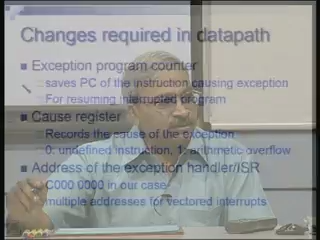 Changes required in datapath
Exception program counter
saves PC of the instruction causing exception
For resuming interrupted program
Cause register
Records the cause of the exception
0: undefined instruction, 1: arithmetic overflow
Address of the exception handler/ISR
C000 0000 in our case
multiple addresses for vectored interrupts